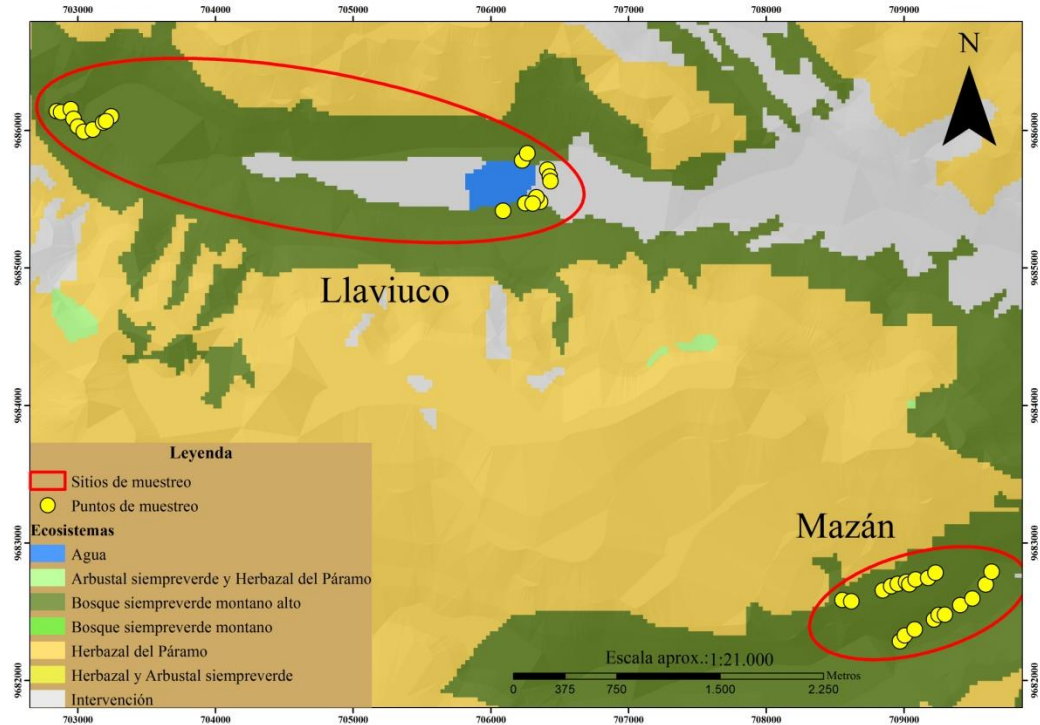 703000 704000 705000 706000 707000 708000 709000
N
9686000 9686000
9685000 9685000
Llaviuco
9684000 9684000
Leyenda
Sitios de muestreo
Puntos de muestreo
Ecosistemas
Agua
Arbustal siempreverde y Herbazal del Páramo
Bosque siempreverde montano alto
Bosque siempreverde montano
Herbazal del Páramo
Herbazal y Arbustal siempreverde
Intervención
9683000 9683000
Mazán
9682000 9682000
Escala aprox.:1:21.000
Metros
0 375 750 1.500 2.250
703000 704000 705000 706000 707000 708000 709000